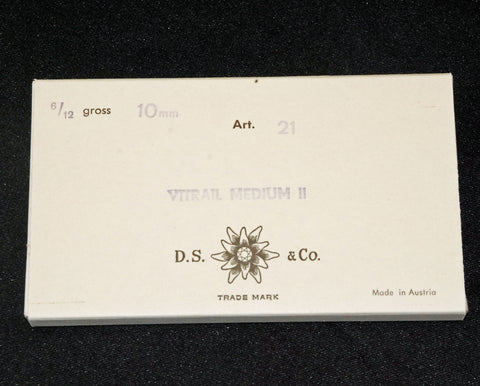 6/12 gross 10mm
Art. 21
VITRAIL MEDIUM II
D.S. & Co.
TRADE MARK
Made in Austria